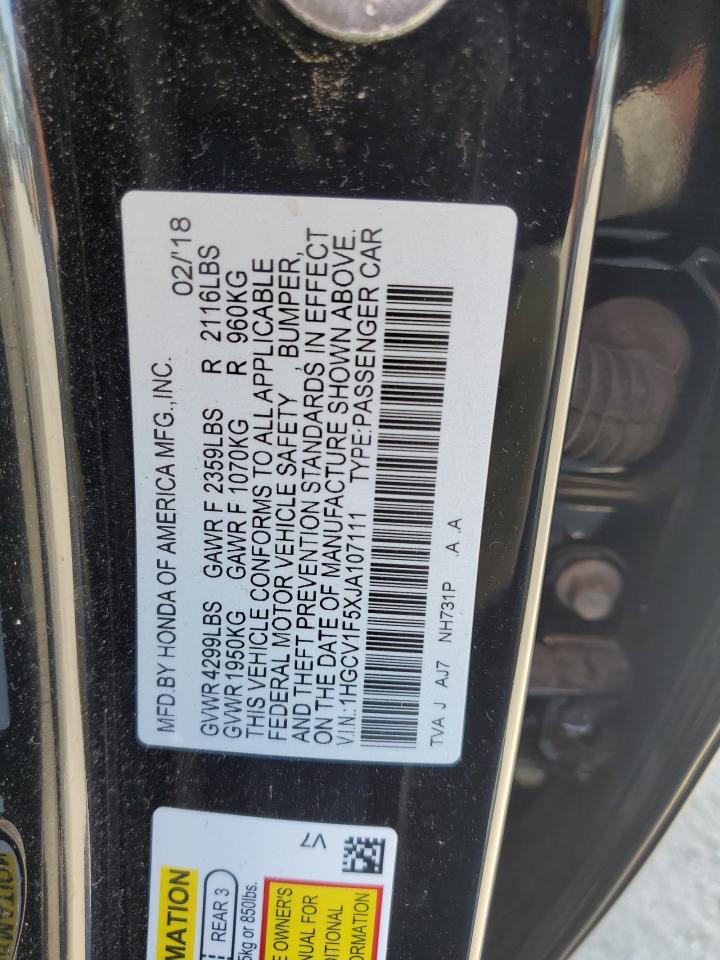 MFD.BY HONDA OF AMERICA MFG.,INC. 02/'18
GVWR 4299LBS GAWR F 2359LBS R 2116LBS
GVWR 1950KG GAWR F 1070KG R 960KG
THIS VEHICLE CONFORMS TO ALL APPLICABLE
FEDERAL MOTOR VEHICLE SAFETY , BUMPER,
AND THEFT PREVENTION STANDARDS IN EFFECT
ON THE DATE OF MANUFACTURE SHOWN ABOVE.
V.I.N.:1HGCV1F5XJA107111 TYPE:PASSENGER CAR
TVA J AJ7 NH731P .A .A
V7
MATION
REAR 3
5kg or 850lbs.
E OWNER'S
NUAL FOR
DITIONAL
ORMATION